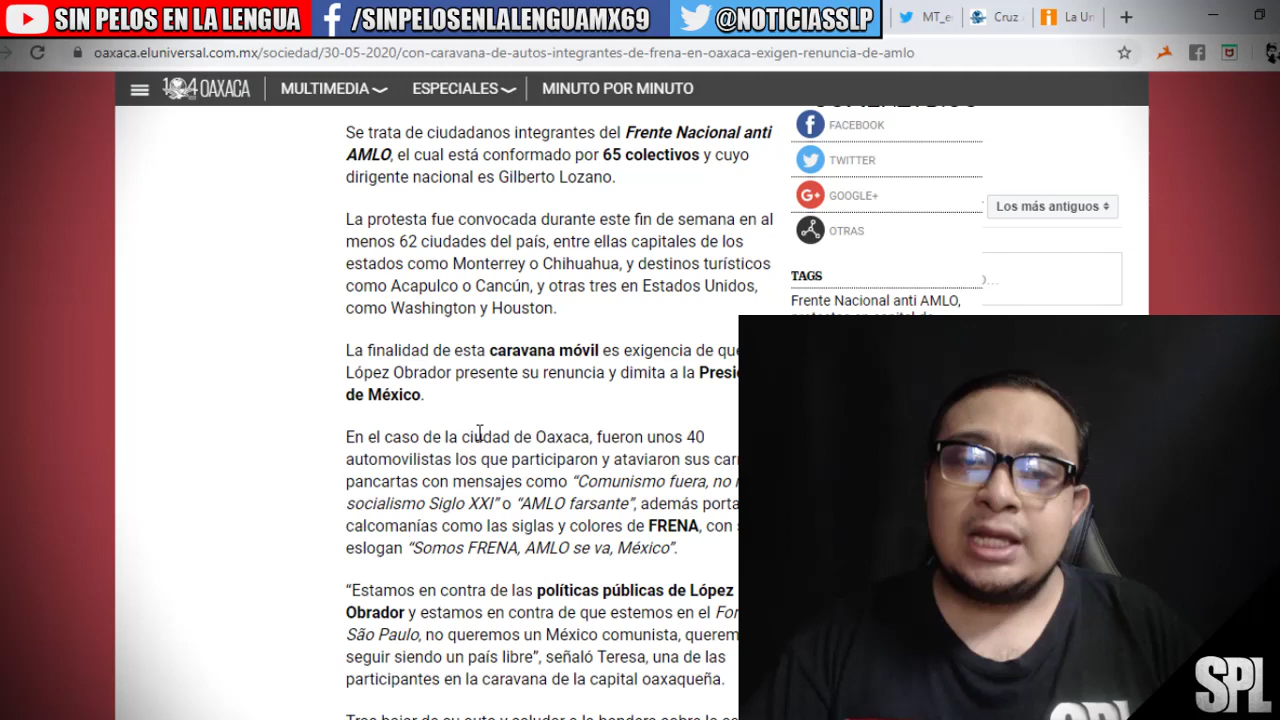 SIN PELOS EN LA LENGUA
/SINPELOSENLALENGUAMX69
@NOTICIASSLP
MT_e
Cruz
La Un
oaxaca.eluniversal.com.mx/sociedad/30-05-2020/con-caravana-de-autos-integrantes-de-frena-en-oaxaca-exigen-renuncia-de-amlo
OAXACA
MULTIMEDIA
ESPECIALES
MINUTO POR MINUTO
Se trata de ciudadanos integrantes del Frente Nacional anti
AMLO, el cual está conformado por 65 colectivos y cuyo
dirigente nacional es Gilberto Lozano.
La protesta fue convocada durante este fin de semana en al
menos 62 ciudades del país, entre ellas capitales de los
estados como Monterrey o Chihuahua, y destinos turísticos
como Acapulco o Cancún, y otras tres en Estados Unidos,
como Washington y Houston.
La finalidad de esta caravana móvil es exigencia de que
López Obrador presente su renuncia y dimita a la Presi
de México.
En el caso de la ciudad de Oaxaca, fueron unos 40
automovilistas los que participaron y ataviaron sus carr
pancartas con mensajes como “Comunismo fuera, no
socialismo Siglo XXI” o “AMLO farsante”, además porta
calcomanías como las siglas y colores de FRENA, con
eslogan “Somos FRENA, AMLO se va, México”.
“Estamos en contra de las políticas públicas de López
Obrador y estamos en contra de que estemos en el For
São Paulo, no queremos un México comunista, querem
seguir siendo un país libre”, señaló Teresa, una de las
participantes en la caravana de la capital oaxaqueña.
FACEBOOK
TWITTER
GOOGLE+
OTRAS
TAGS
Frente Nacional anti AMLO,
Los más antiguos
SPL